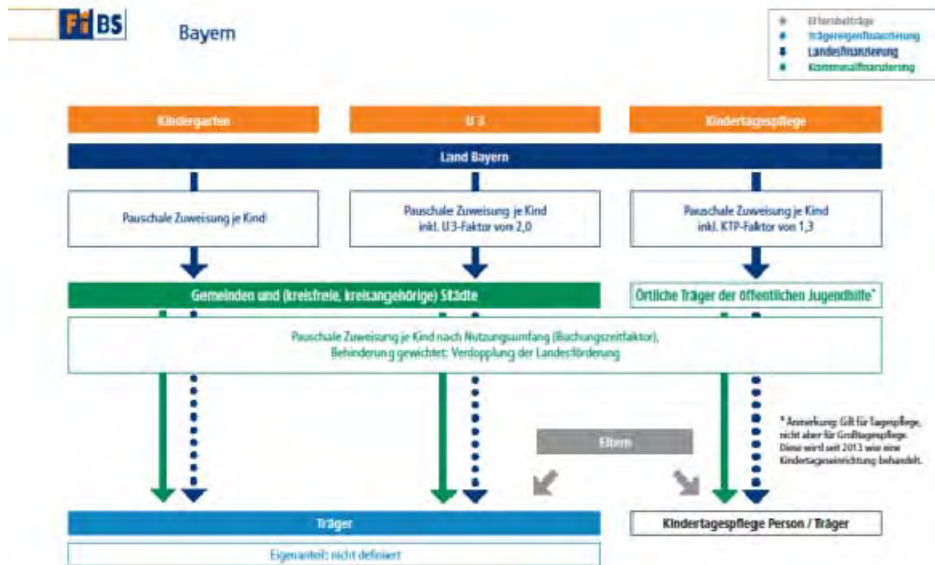 FiBS
Bayern
Elternbeiträge
Trägereigenfinanzierung
Landesfinanzierung
Kommunalfinanzierung
Kindergarten
U 3
Kindertagespflege
Land Bayern
Pauschale Zuweisung je Kind
Pauschale Zuweisung je Kind
inkl. U3-Faktor von 2,0
Pauschale Zuweisung je Kind
inkl. KTP-Faktor von 1,3
Gemeinden und (kreisfreie, kreisangehörige) Städte
Örtliche Träger der öffentlichen Jugendhilfe*
Pauschale Zuweisung je Kind nach Nutzungsumfang (Buchungszeitfaktor),
Behinderung gewichtet: Verdopplung der Landesförderung
* Anmerkung: Gilt für Tagespflege,
nicht aber für Großtagespflege.
Diese wird seit 2013 wie eine
Kindertageseinrichtung behandelt.
Eltern
Träger
Kindertagespflege Person / Träger
Eigenanteil: nicht definiert